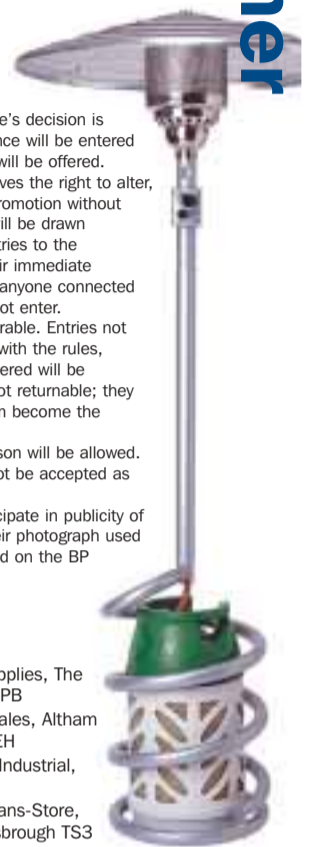 ner
e's decision is
nce will be entered
will be offered.
ves the right to alter,
romotion without
ill be drawn
tries to the
ir immediate
anyone connected
ot enter.
rable. Entries not
with the rules,
ered will be
ot returnable; they
m become the
son will be allowed.
ot be accepted as
cipate in publicity of
eir photograph used
d on the BP
pplies, The
PB
ales, Altham
EH
Industrial,
ans-Store,
sbrough TS3